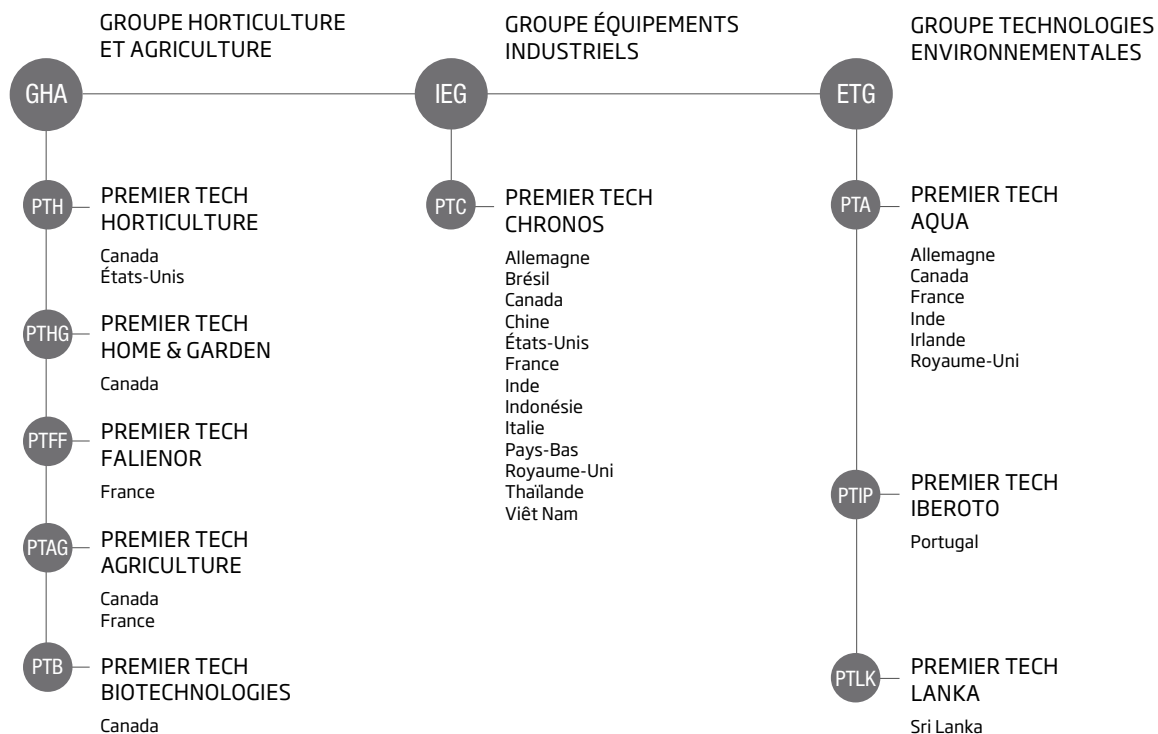 GROUPE HORTICULTURE
ET AGRICULTURE
GHA
PTH
PREMIER TECH
HORTICULTURE
Canada
États-Unis
PTHG
PREMIER TECH
HOME & GARDEN
Canada
PTFF
PREMIER TECH
FALIENOR
France
PTAG
PREMIER TECH
AGRICULTURE
Canada
France
PTB
PREMIER TECH
BIOTECHNOLOGIES
Canada
GROUPE ÉQUIPEMENTS
INDUSTRIELS
IEG
PTC
PREMIER TECH
CHRONOS
Allemagne
Brésil
Canada
Chine
États-Unis
France
Inde
Indonésie
Italie
Pays-Bas
Royaume-Uni
Thaïlande
Viêt Nam
GROUPE TECHNOLOGIES
ENVIRONNEMENTALES
ETG
PTA
PREMIER TECH
AQUA
Allemagne
Canada
France
Inde
Irlande
Royaume-Uni
PTIP
PREMIER TECH
IBEROTO
Portugal
PTLK
PREMIER TECH
LANKA
Sri Lanka